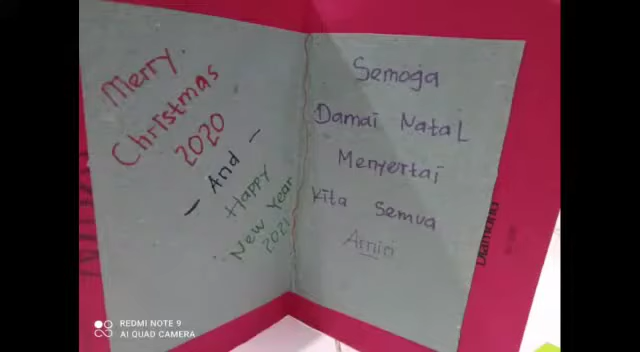 Merry
Christmas
2020
- And -
Happy
New Year
2021
Semoga
Damai Natal
Menyertai
Kita Semua
Amin
Diamond
REDMI NOTE 9
AI QUAD CAMERA